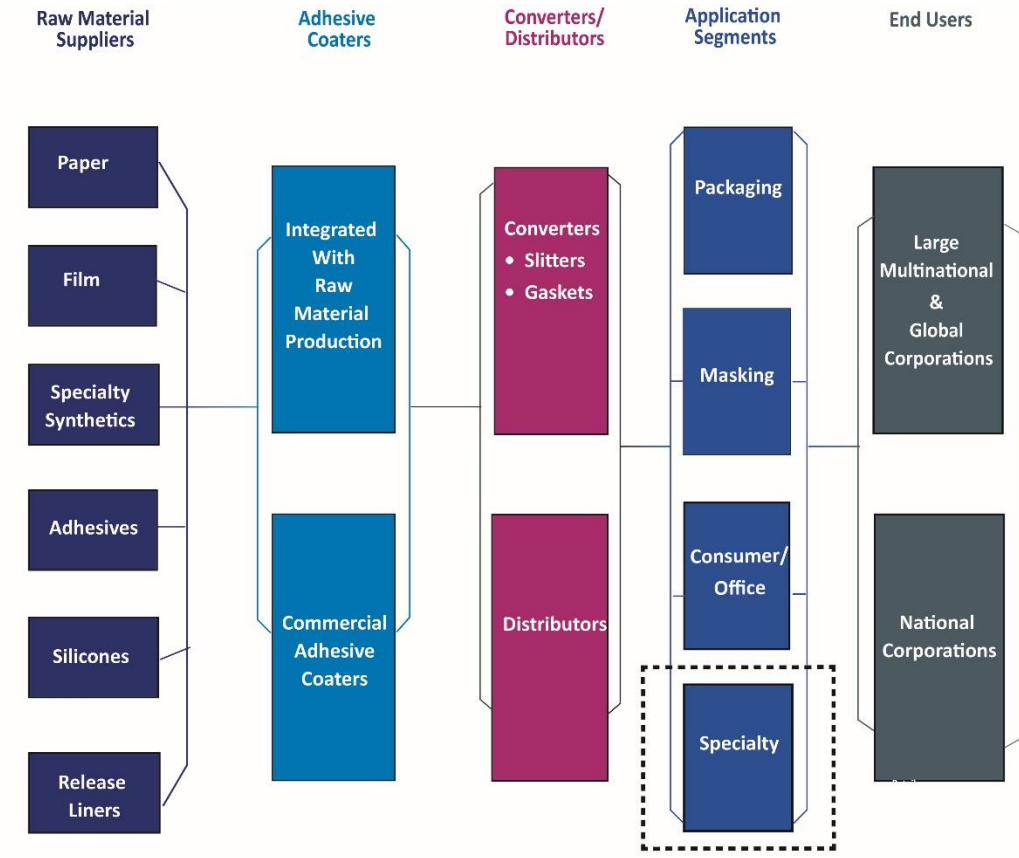 Raw Material
Suppliers
Adhesive
Coaters
Converters/
Distributors
Application
Segments
End Users
Paper
Film
Specialty
Synthetics
Adhesives
Silicones
Release
Liners
Integrated
With
Raw
Material
Production
Commercial
Adhesive
Coaters
Converters
• Slitters
• Gaskets
Distributors
Packaging
Masking
Consumer/
Office
Specialty
Large
Multinational
&
Global
Corporations
National
Corporations